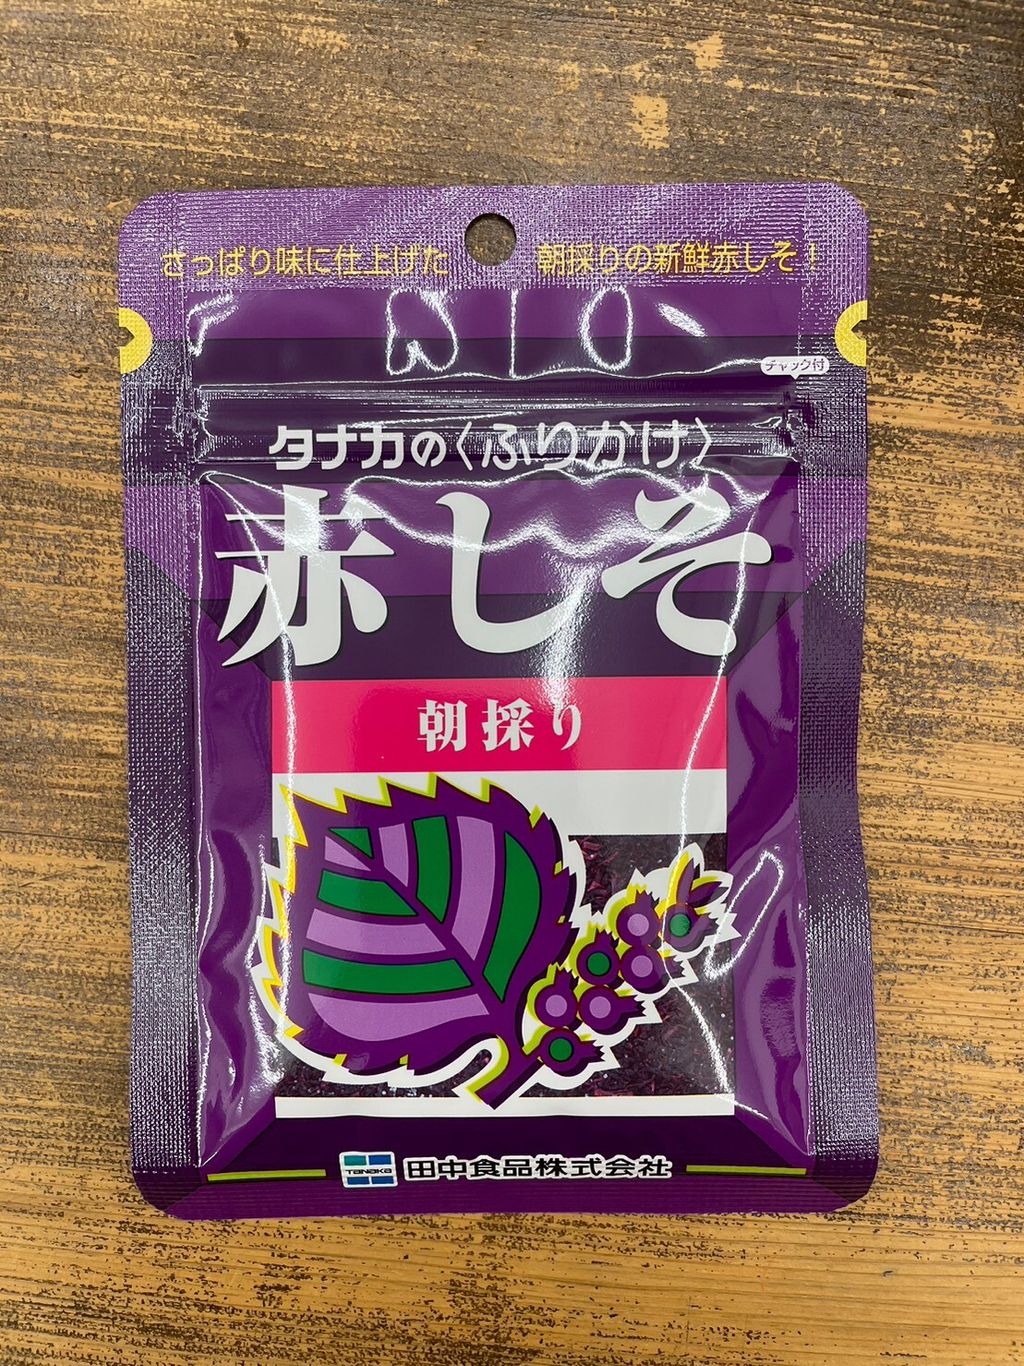 さっぱり味に仕上げた 朝採りの新鮮赤しそ!
チャック付
タナカの〈ふりかけ〉
赤しそ
朝採り
TANAKA 田中食品株式会社